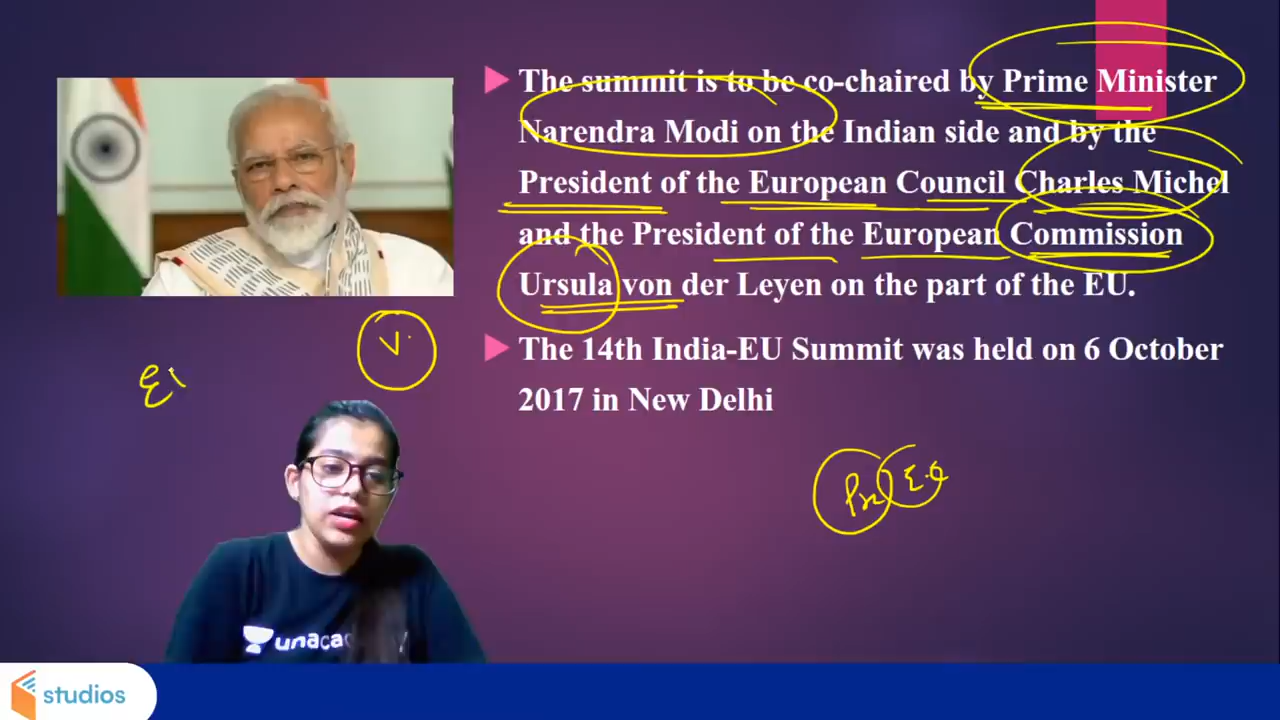 The summit is to be co-chaired by Prime Minister
Narendra Modi on the Indian side and by the
President of the European Council Charles Michel
and the President of the European Commission
Ursula von der Leyen on the part of the EU.
The 14th India-EU Summit was held on 6 October
2017 in New Delhi
V.
studios